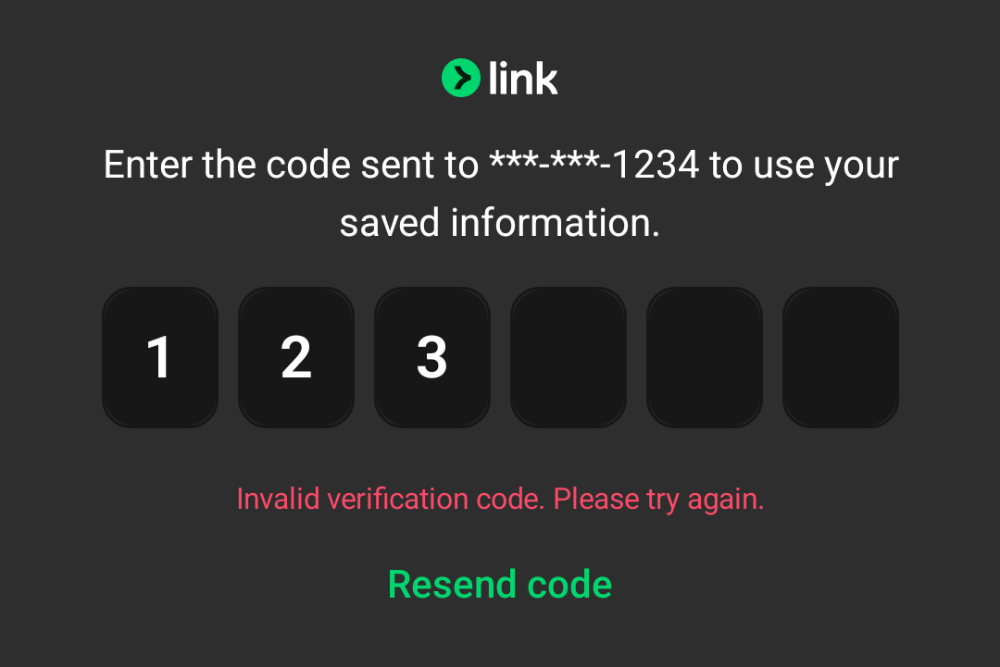 link
Enter the code sent to ***-***-1234 to use your
saved information.
1 2 3
Invalid verification code. Please try again.
Resend code